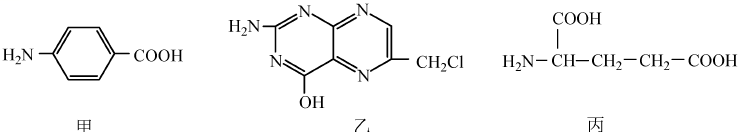 H₂N COOH
甲
H₂N N N N N OH CH₂Cl
乙
COOH
H₂N—CH—CH₂—CH₂—COOH
丙